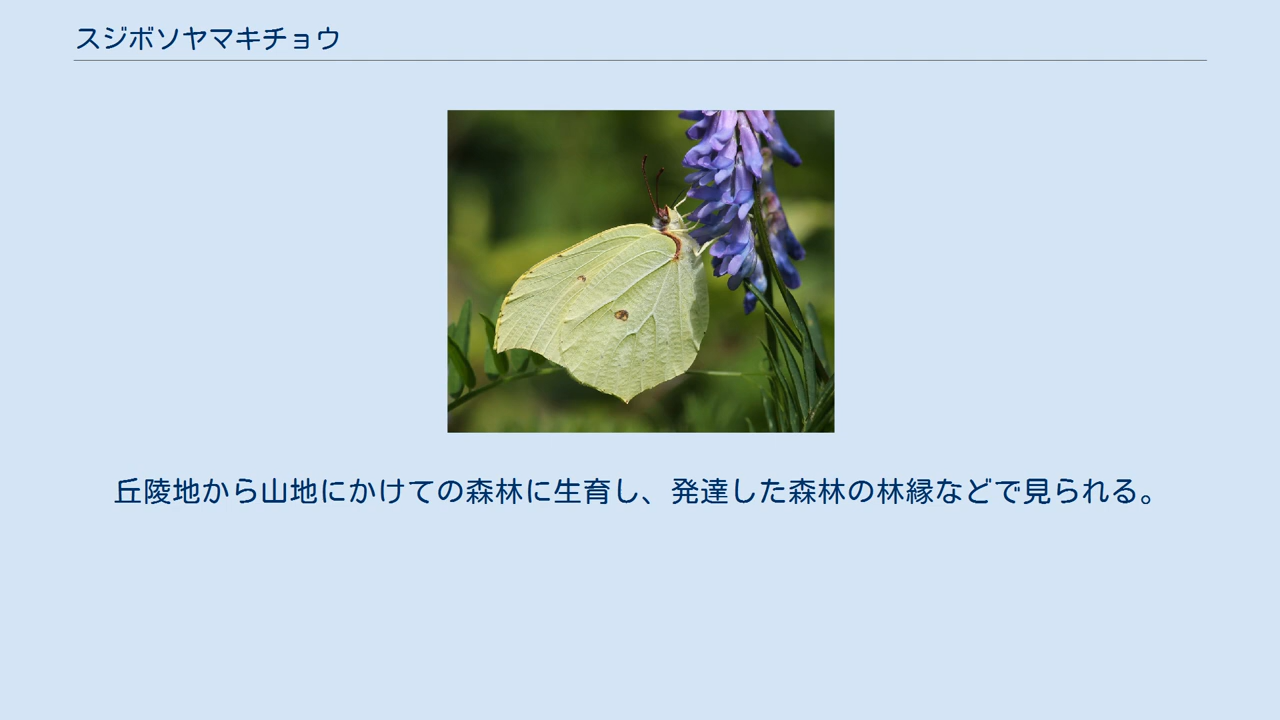 スジボソヤマキチョウ
丘陵地から山地にかけての森林に生育し、発達した森林の林縁などで見られる。